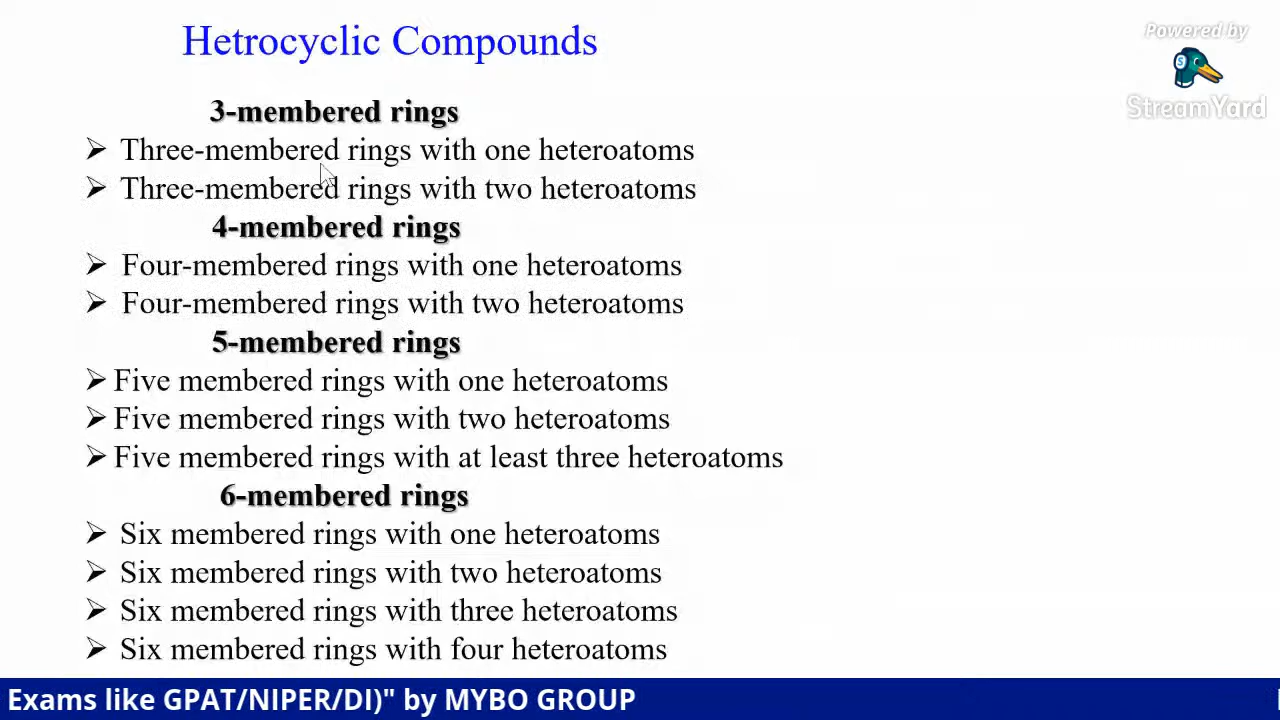 Hetrocyclic Compounds
Powered by
S
StreamYard
3-membered rings
➢ Three-membered rings with one heteroatoms
➢ Three-membered rings with two heteroatoms
4-membered rings
➢ Four-membered rings with one heteroatoms
➢ Four-membered rings with two heteroatoms
5-membered rings
➢ Five membered rings with one heteroatoms
➢ Five membered rings with two heteroatoms
➢ Five membered rings with at least three heteroatoms
6-membered rings
➢ Six membered rings with one heteroatoms
➢ Six membered rings with two heteroatoms
➢ Six membered rings with three heteroatoms
➢ Six membered rings with four heteroatoms
Exams like GPAT/NIPER/DI)" by MYBO GROUP